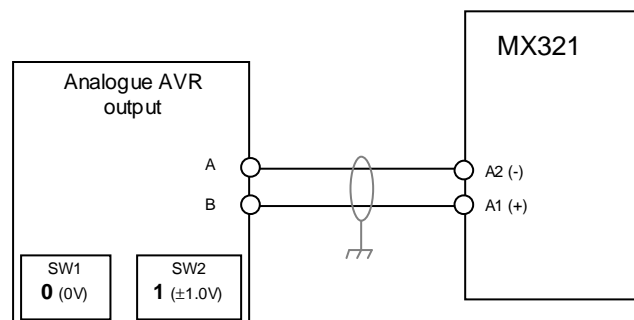 MX321
Analogue AVR
output
A
A2 (-)
B
A1 (+)
SW1
0 (0V)
SW2
1 (±1.0V)